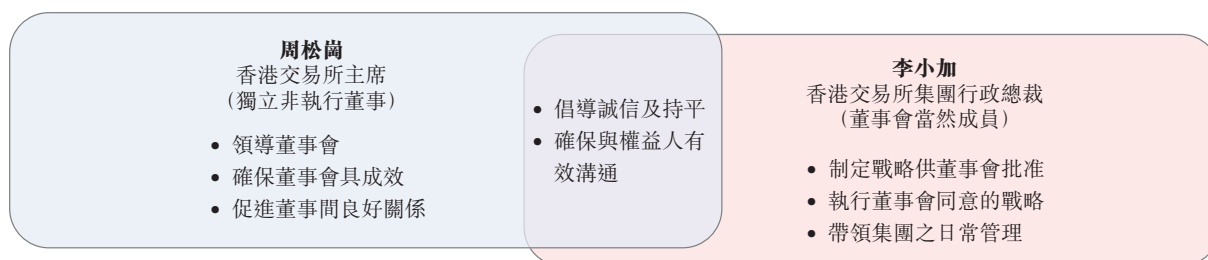 周松崗
香港交易所主席
（獨立非執行董事）
• 領導董事會
• 確保董事會具成效
• 促進董事間良好關係
• 倡導誠信及持平
• 確保與權益人有
效溝通
李小加
香港交易所集團行政總裁
（董事會當然成員）
• 制定戰略供董事會批准
• 執行董事會同意的戰略
• 帶領集團之日常管理